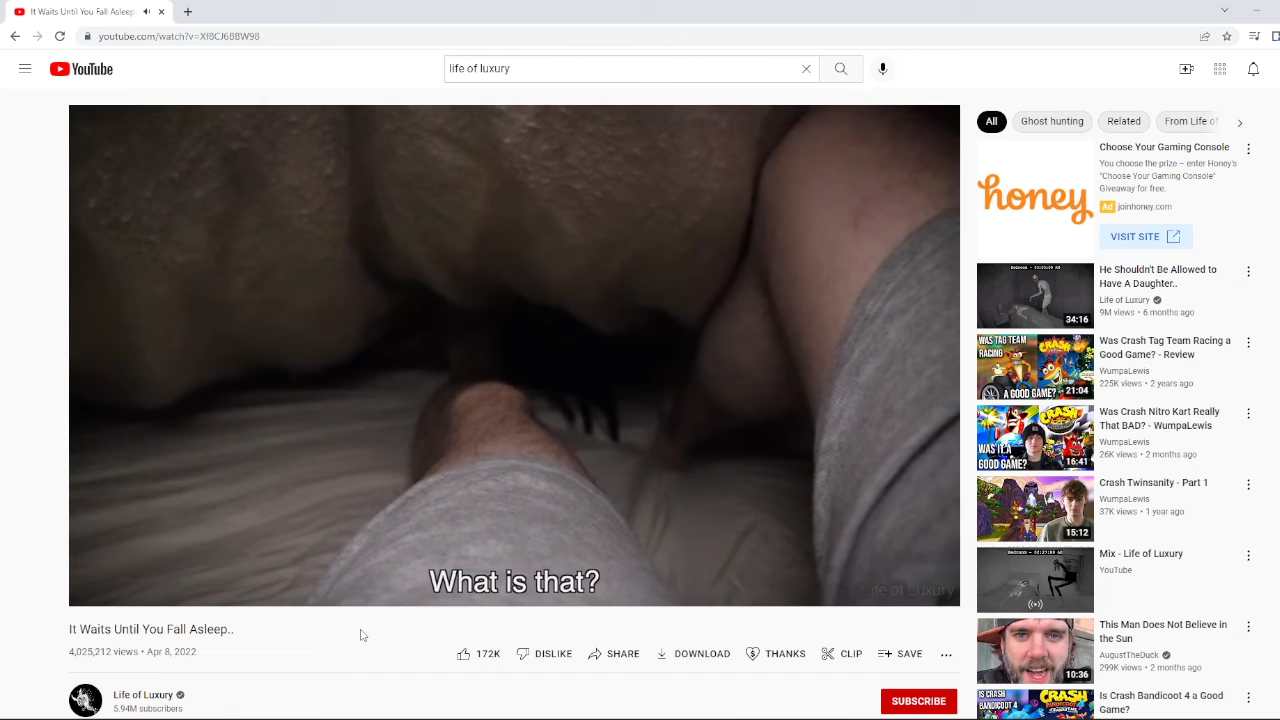 It Waits Until You Fall Asleep..
youtube.com/watch?v=Xf8CJ6BBW98
YouTube
life of luxury
All
Ghost hunting
Related
From Life of
What is that?
life of luxury
It Waits Until You Fall Asleep..
4,025,212 views • Apr 8, 2022
172K
DISLIKE
SHARE
DOWNLOAD
THANKS
CLIP
SAVE
Life of Luxury
5.94M subscribers
SUBSCRIBE
honey
Choose Your Gaming Console
You choose the prize – enter Honey's
"Choose Your Gaming Console"
Giveaway for free.
Ad joinhoney.com
VISIT SITE
34:16
He Shouldn't Be Allowed to
Have A Daughter..
Life of Luxury
9M views • 6 months ago
WAS TAG TEAM
RACING
CRASH
A GOOD GAME?
21:04
Was Crash Tag Team Racing a
Good Game? - Review
WumpaLewis
225K views • 2 years ago
CRASH
WAS IT A
GOOD GAME?
16:41
Was Crash Nitro Kart Really
That BAD? - WumpaLewis
WumpaLewis
26K views • 2 months ago
15:12
Crash Twinsanity - Part 1
WumpaLewis
37K views • 1 year ago
Mix - Life of Luxury
YouTube
10:36
This Man Does Not Believe in
the Sun
AugustTheDuck
299K views • 2 months ago
IS CRASH
BANDICOOT 4
CRASH
Is Crash Bandicoot 4 a Good
Game?